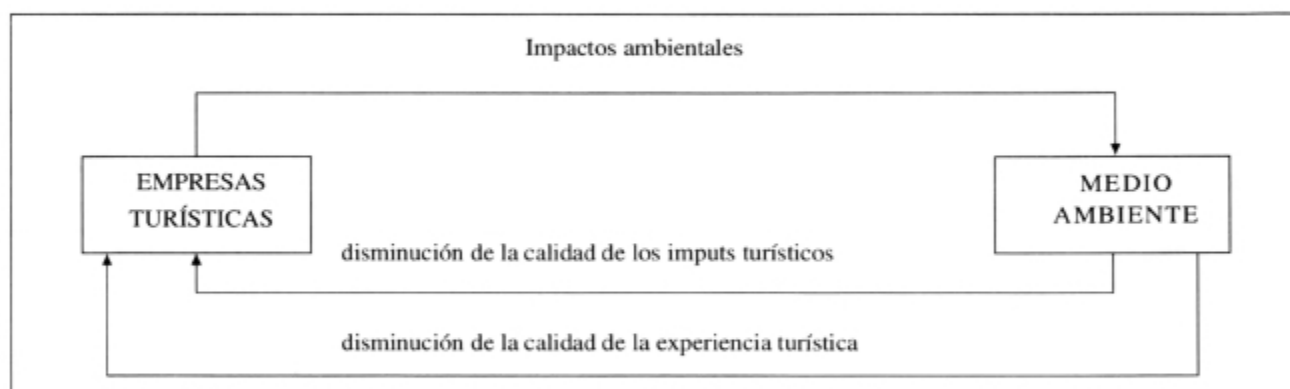 Impactos ambientales
EMPRESAS
TURÍSTICAS
MEDIO
AMBIENTE
disminución de la calidad de los imputs turísticos
disminución de la calidad de la experiencia turística